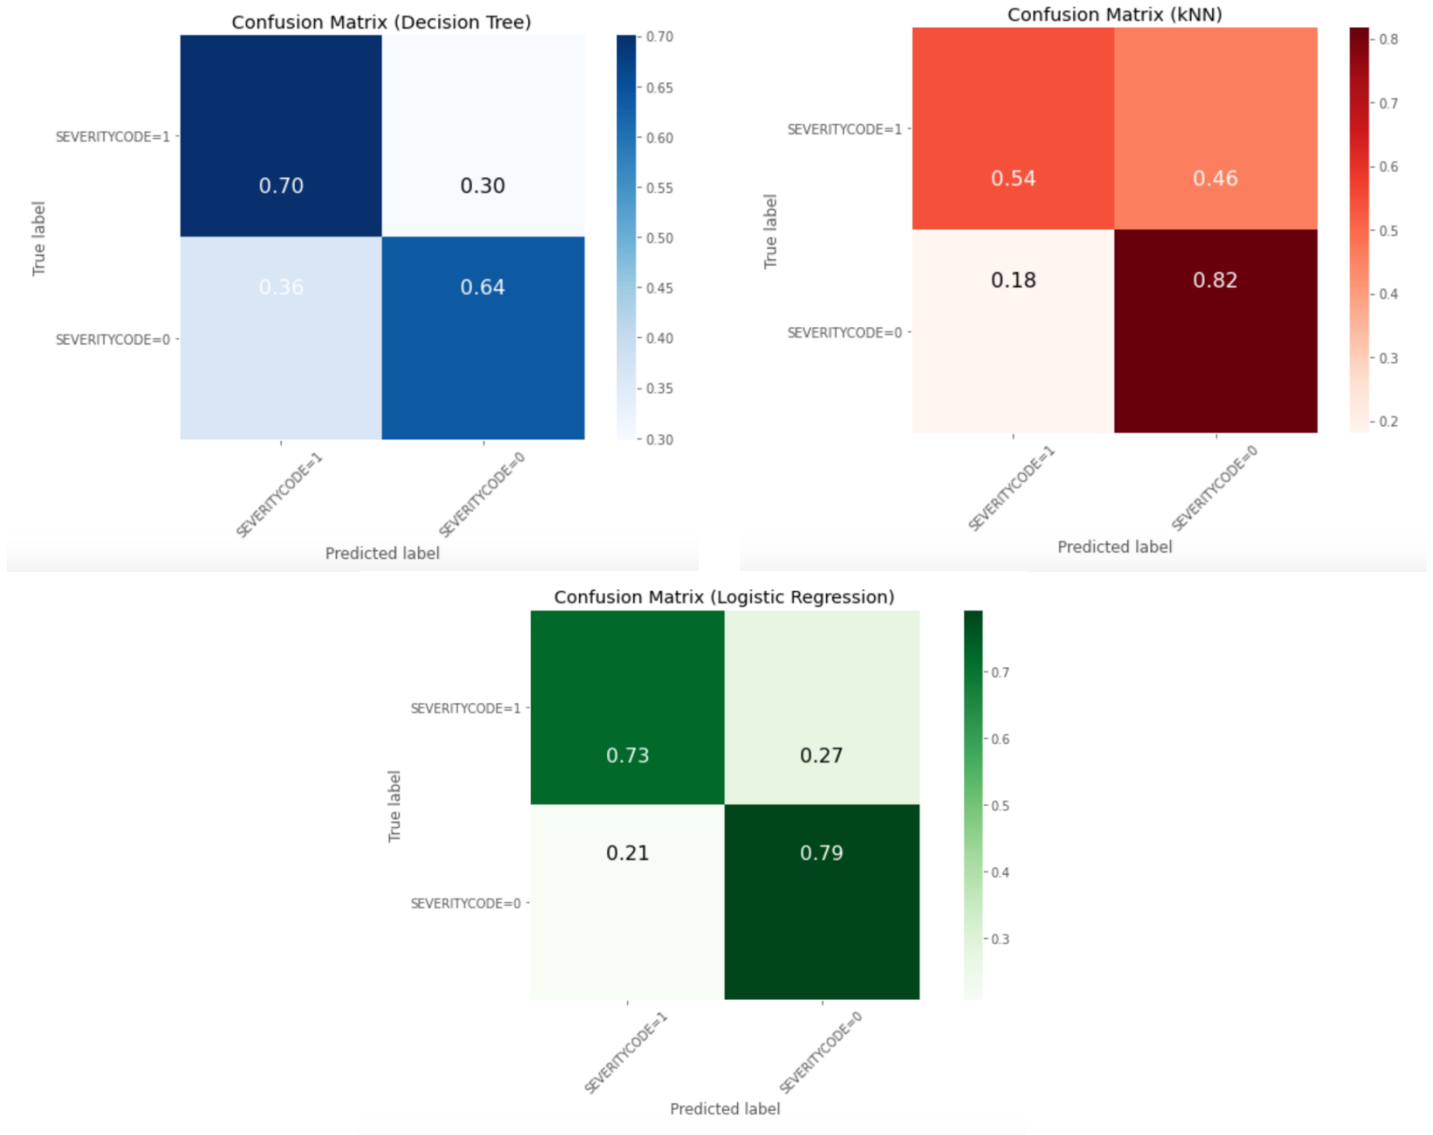 Confusion Matrix (Decision Tree)
True label
SEVERITYCODE=1
SEVERITYCODE=0
0.70 0.30
0.36 0.64
SEVERITYCODE=1 SEVERITYCODE=0
Predicted label
0.70
0.65
0.60
0.55
0.50
0.45
0.40
0.35
0.30
Confusion Matrix (kNN)
True label
SEVERITYCODE=1
SEVERITYCODE=0
0.54 0.46
0.18 0.82
SEVERITYCODE=1 SEVERITYCODE=0
Predicted label
0.8
0.7
0.6
0.5
0.4
0.3
0.2
Confusion Matrix (Logistic Regression)
True label
SEVERITYCODE=1
SEVERITYCODE=0
0.73 0.27
0.21 0.79
SEVERITYCODE=1 SEVERITYCODE=0
Predicted label
0.7
0.6
0.5
0.4
0.3